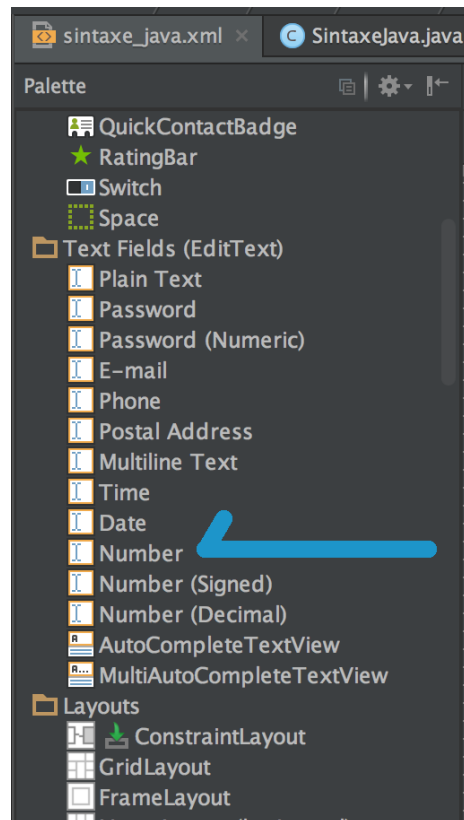 sintaxe_java.xml SintaxeJava.java
Palette
QuickContactBadge
RatingBar
Switch
Space
Text Fields (EditText)
Plain Text
Password
Password (Numeric)
E-mail
Phone
Postal Address
Multiline Text
Time
Date
Number
Number (Signed)
Number (Decimal)
AutoCompleteTextView
MultiAutoCompleteTextView
Layouts
ConstraintLayout
GridLayout
FrameLayout